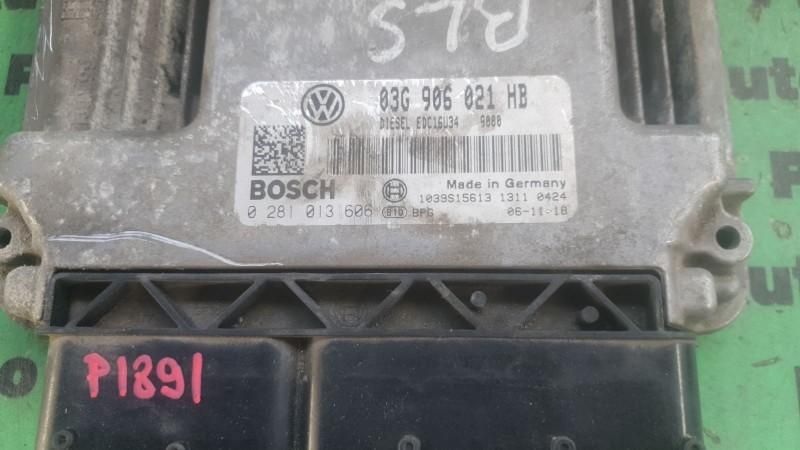 BLS
03G 906 021 HB
DIESEL EDC16U34 9000
BOSCH
Made in Germany
1039S15613 1311 0424
0 281 013 606 B10 BPG 06-11-18
P1891